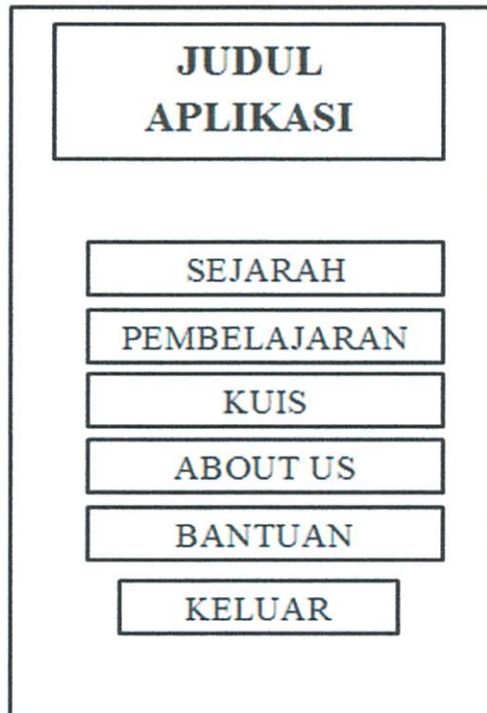 JUDUL
APLIKASI
SEJARAH
PEMBELAJARAN
KUIS
ABOUT US
BANTUAN
KELUAR